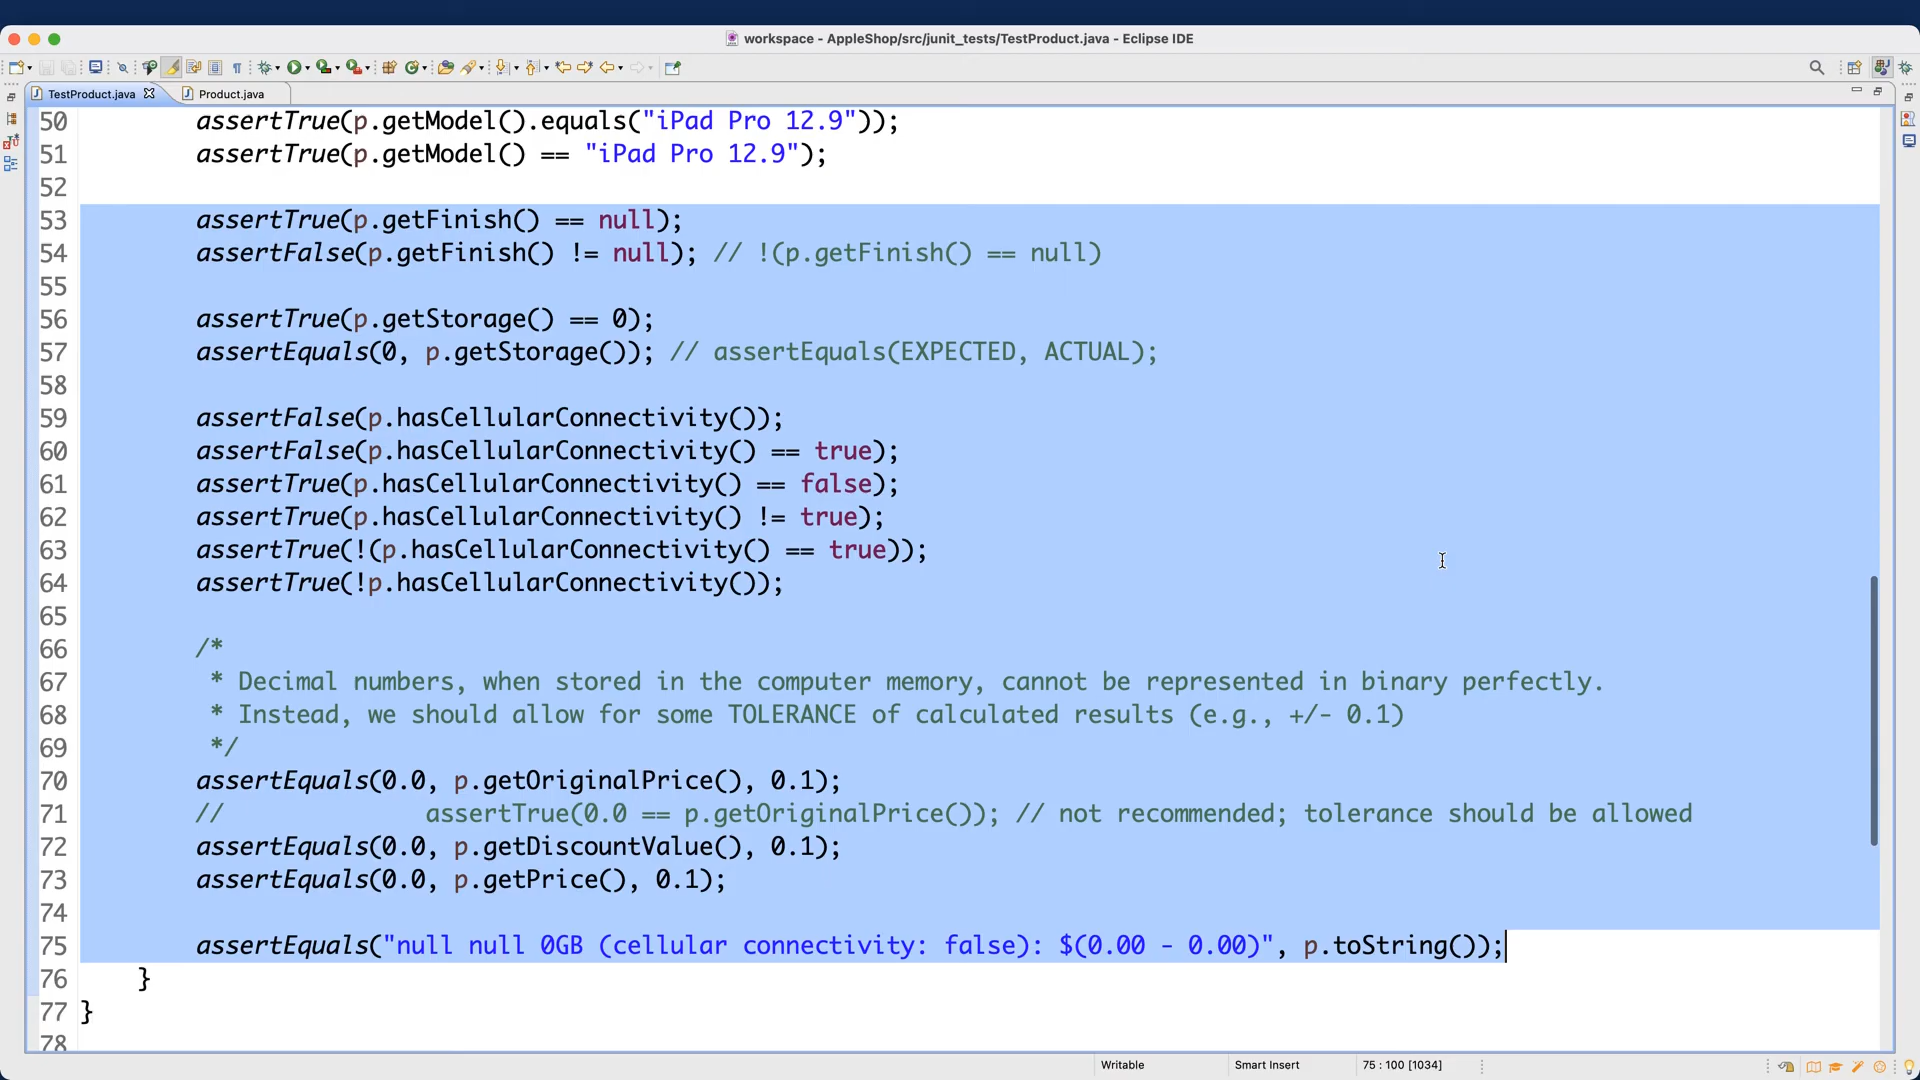 workspace - AppleShop/src/junit_tests/TestProduct.java - Eclipse IDE
TestProduct.java
Product.java
50 assertTrue(p.getModel().equals("iPad Pro 12.9"));
51 assertTrue(p.getModel() == "iPad Pro 12.9");
52
53 assertTrue(p.getFinish() == null);
54 assertFalse(p.getFinish() != null); // !(p.getFinish() == null)
55
56 assertTrue(p.getStorage() == 0);
57 assertEquals(0, p.getStorage()); // assertEquals(EXPECTED, ACTUAL);
58
59 assertFalse(p.hasCellularConnectivity());
60 assertFalse(p.hasCellularConnectivity() == true);
61 assertTrue(p.hasCellularConnectivity() == false);
62 assertTrue(p.hasCellularConnectivity() != true);
63 assertTrue(!(p.hasCellularConnectivity() == true));
64 assertTrue(!p.hasCellularConnectivity());
65
66 /*
67 * Decimal numbers, when stored in the computer memory, cannot be represented in binary perfectly.
68 * Instead, we should allow for some TOLERANCE of calculated results (e.g., +/- 0.1)
69 */
70 assertEquals(0.0, p.getOriginalPrice(), 0.1);
71 // assertTrue(0.0 == p.getOriginalPrice()); // not recommended; tolerance should be allowed
72 assertEquals(0.0, p.getDiscountValue(), 0.1);
73 assertEquals(0.0, p.getPrice(), 0.1);
74
75 assertEquals("null null 0GB (cellular connectivity: false): $(0.00 - 0.00)", p.toString());
76 }
77 }
78
Writable
Smart Insert
75 : 100 [1034]